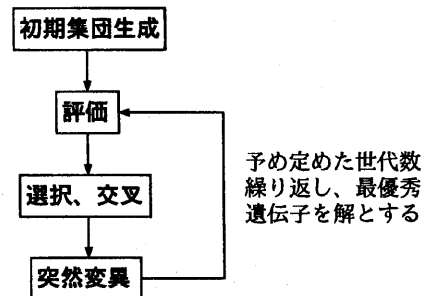 初期集団生成
評価
選択、交叉
突然変異
予め定めた世代数
繰り返し、最優秀
遺伝子を解とする